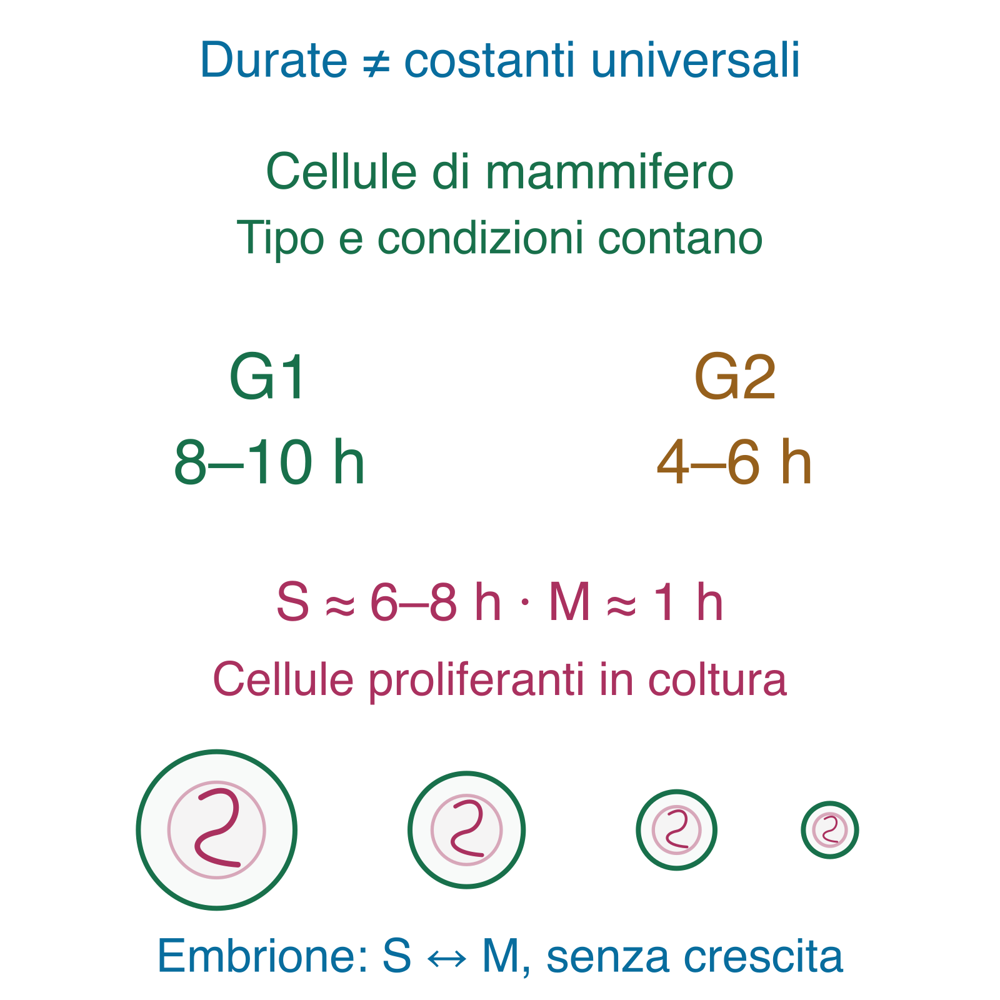 Durate ≠ costanti universali
Cellule di mammifero
Tipo e condizioni contano
G1
8–10 h
G2
4–6 h
S ≈ 6–8 h · M ≈ 1 h
Cellule proliferanti in coltura
Embrione: S ↔ M, senza crescita